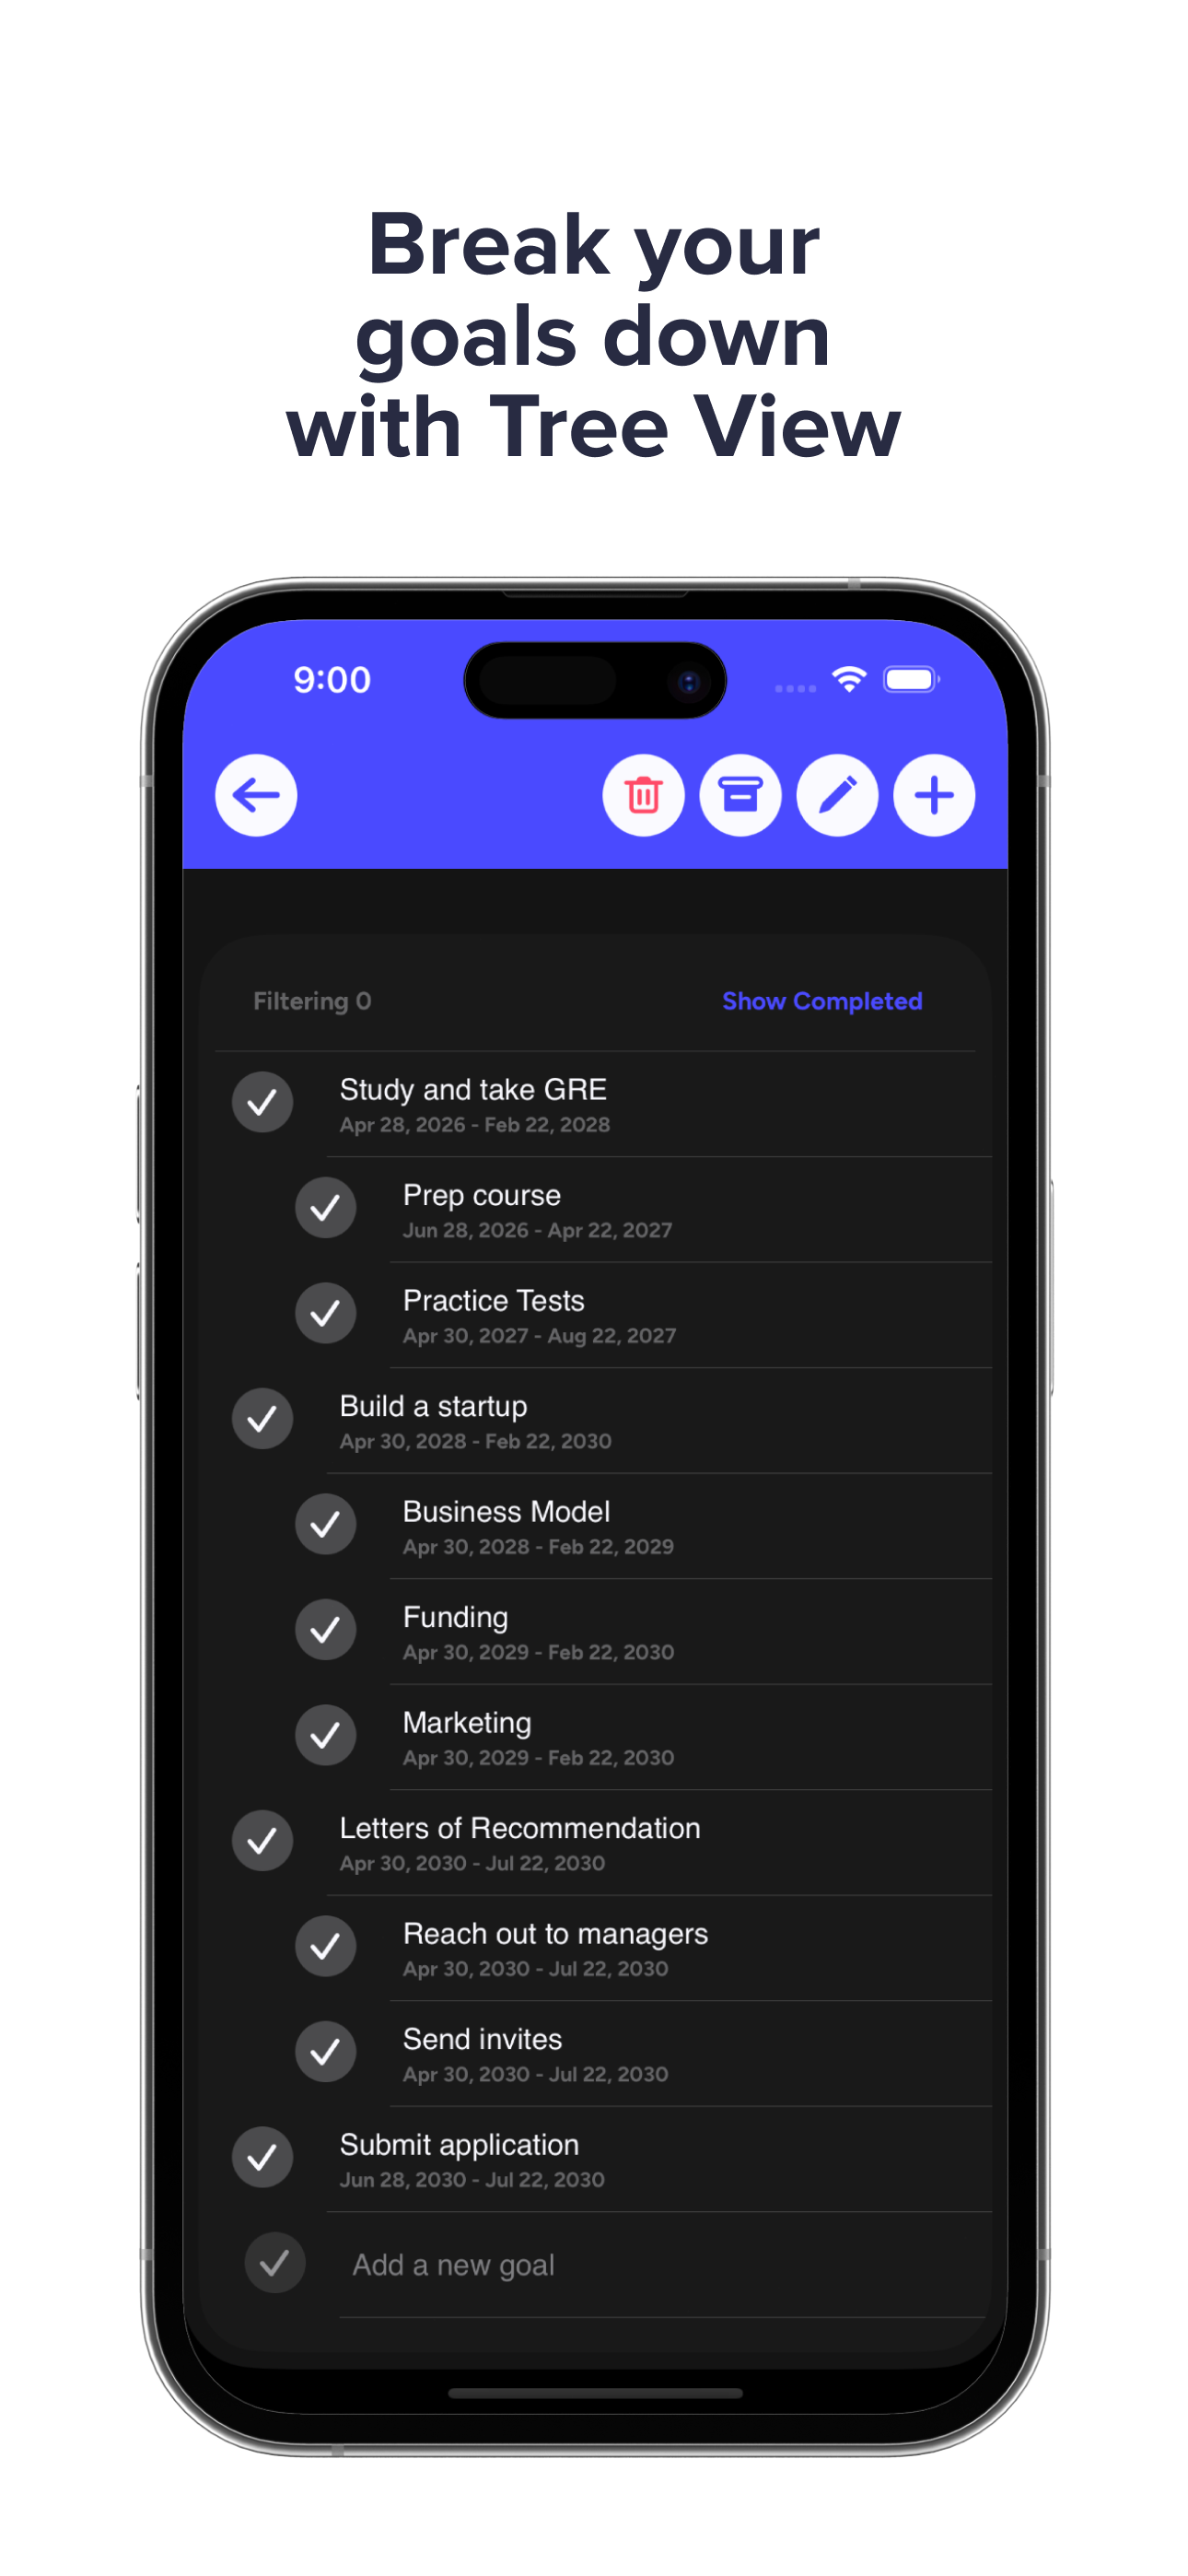 Break your
goals down
with Tree View
9:00
Filtering 0
Show Completed
Study and take GRE
Apr 28, 2026 - Feb 22, 2028
Prep course
Jun 28, 2026 - Apr 22, 2027
Practice Tests
Apr 30, 2027 - Aug 22, 2027
Build a startup
Apr 30, 2028 - Feb 22, 2030
Business Model
Apr 30, 2028 - Feb 22, 2029
Funding
Apr 30, 2029 - Feb 22, 2030
Marketing
Apr 30, 2029 - Feb 22, 2030
Letters of Recommendation
Apr 30, 2030 - Jul 22, 2030
Reach out to managers
Apr 30, 2030 - Jul 22, 2030
Send invites
Apr 30, 2030 - Jul 22, 2030
Submit application
Jun 28, 2030 - Jul 22, 2030
Add a new goal